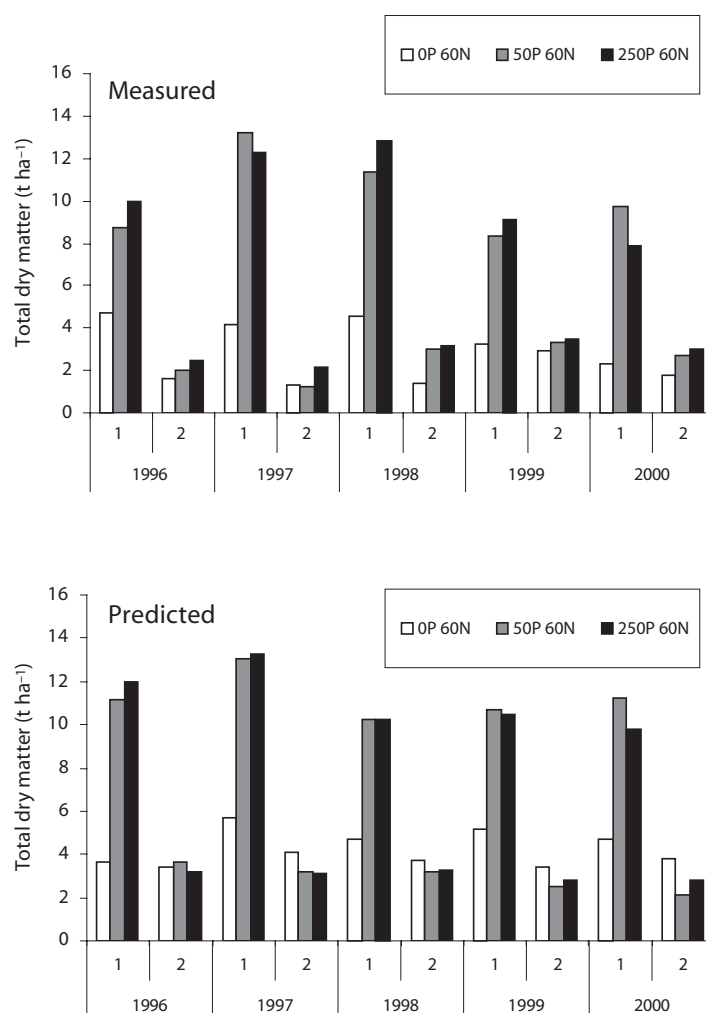 0P 60N 50P 60N 250P 60N
Measured
Total dry matter (t ha⁻¹)
16
14
12
10
8
6
4
2
0
1 2 1 2 1 2 1 2 1 2
1996 1997 1998 1999 2000
Predicted
0P 60N 50P 60N 250P 60N
Total dry matter (t ha⁻¹)
16
14
12
10
8
6
4
2
0
1 2 1 2 1 2 1 2 1 2
1996 1997 1998 1999 2000